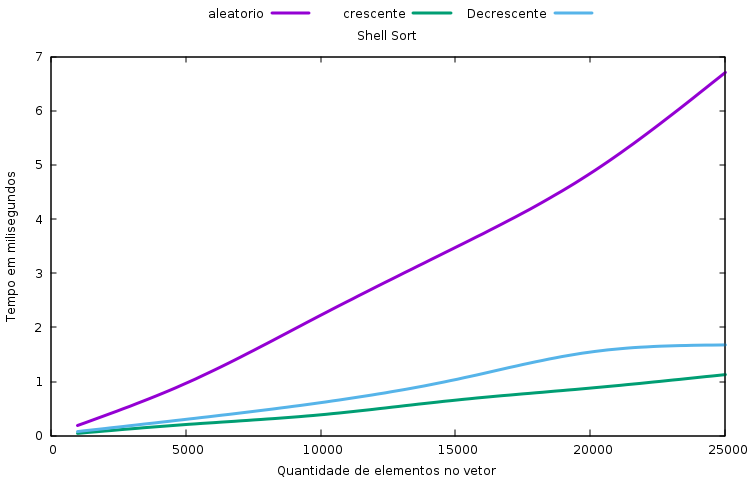 aleatorio crescente Decrescente
Shell Sort
7
6
5
4
3
2
1
0
0 5000 10000 15000 20000 25000
Tempo em milisegundos
Quantidade de elementos no vetor